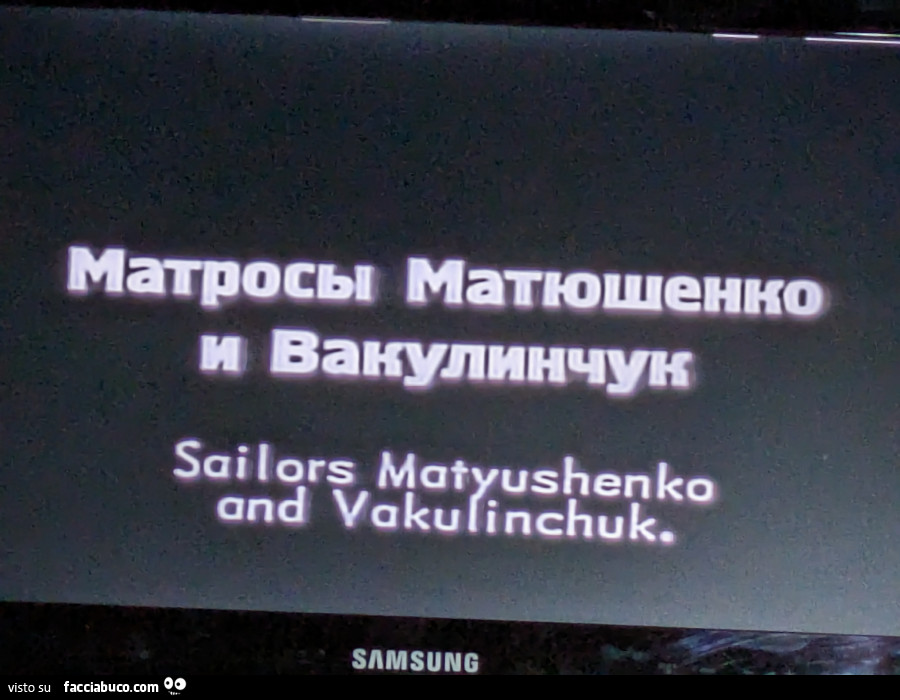 Матросы Матюшенко
и Вакулинчук
Sailors Matyushenko
and Vakulinchuk.
SAMSUNG
visto su facciabuco.com